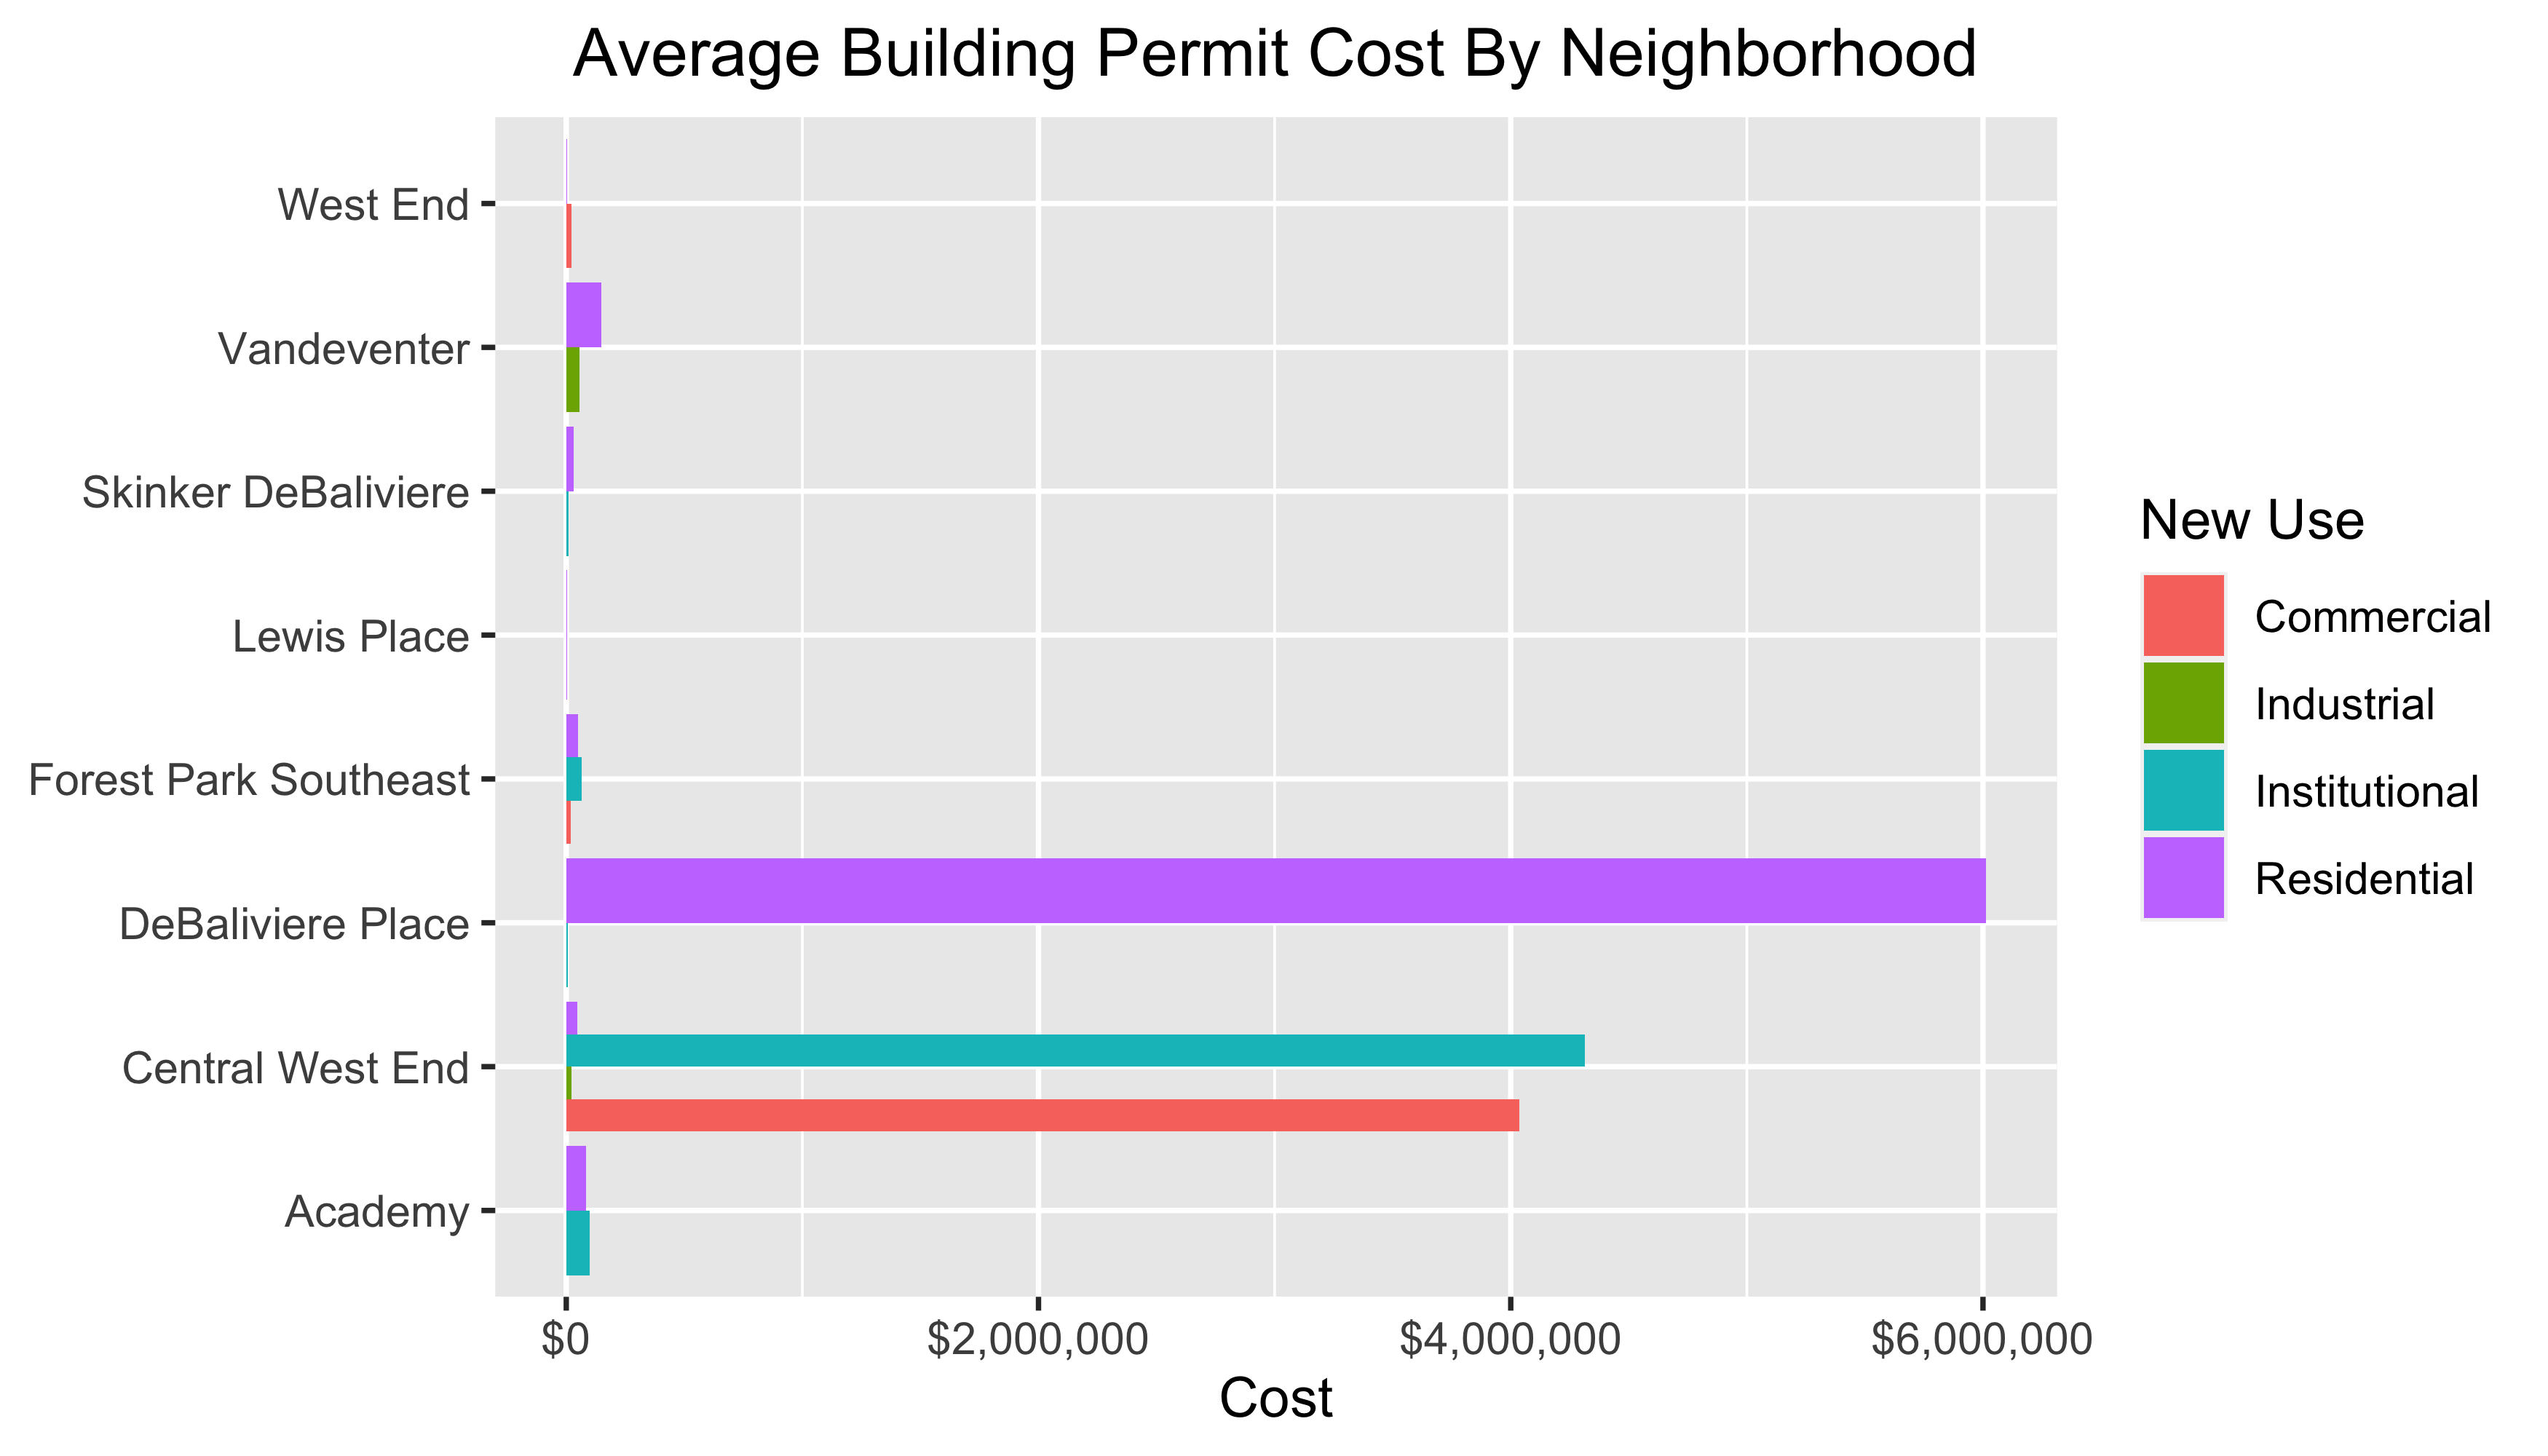 Average Building Permit Cost By Neighborhood
West End
Vandeventer
Skinker DeBaliviere
Lewis Place
Forest Park Southeast
DeBaliviere Place
Central West End
Academy
$0 $2,000,000 $4,000,000 $6,000,000
Cost
New Use
Commercial
Industrial
Institutional
Residential